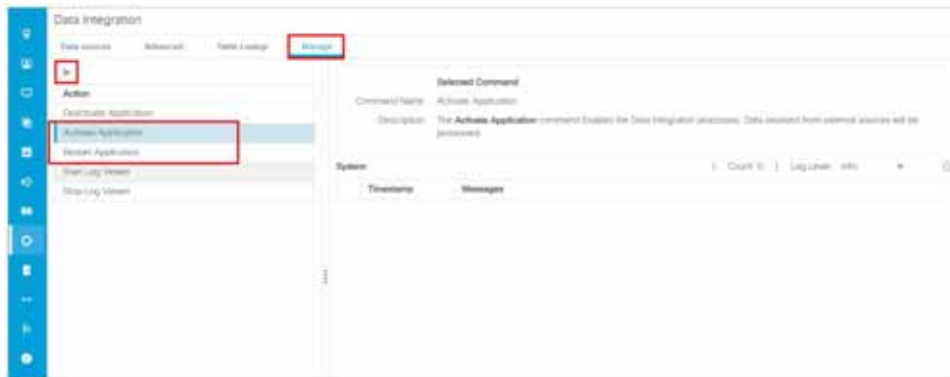 Data Integration
Data sources Advanced Table Lookup Manage
Action
Deactivate Application
Activate Application
Restart Application
Start Log Viewer
Stop Log Viewer
Selected Command
Command Name Activate Application
Description The Activate Application command Enables the Data Integration processes. Data received from external sources will be
processed.
System | Count: 0 | Log Level: Info
Timestamp Messages